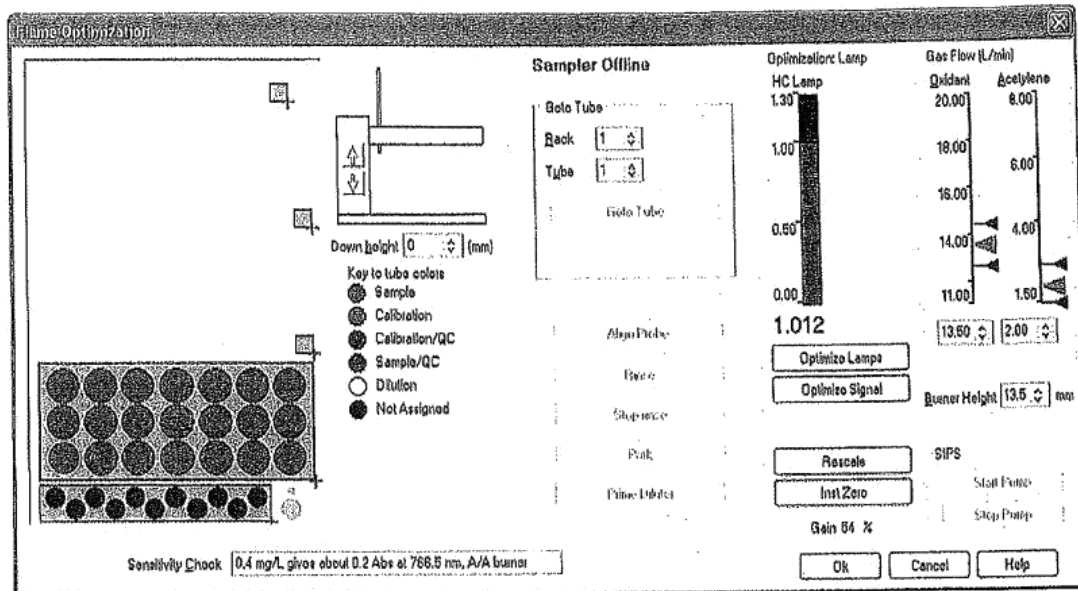 Flame Optimization
Sampler Offline
Goto Tube
Rack 1
Tube 1
Goto Tube
Down height 0 (mm)
Key to tube colors
Sample
Calibration
Calibration/QC
Sample/QC
Dilution
Not Assigned
Align Probe
Rinse
Stop rinse
Park
Prime Diluter
Optimization: Lamp
HC Lamp
1.30
1.00
0.50
0.00
1.012
Optimize Lamps
Optimize Signal
Rescale
Inst Zero
Gain 64 %
Gas Flow (L/min)
Oxidant Acetylene
20.00 8.00
18.00
6.00
16.00
4.00
14.00
11.00 1.50
13.50 2.00
Burner Height 13.5 mm
SIPS
Start Pump
Stop Pump
Sensitivity Check 0.4 mg/L gives about 0.2 Abs at 766.5 nm, A/A burner
Ok Cancel Help